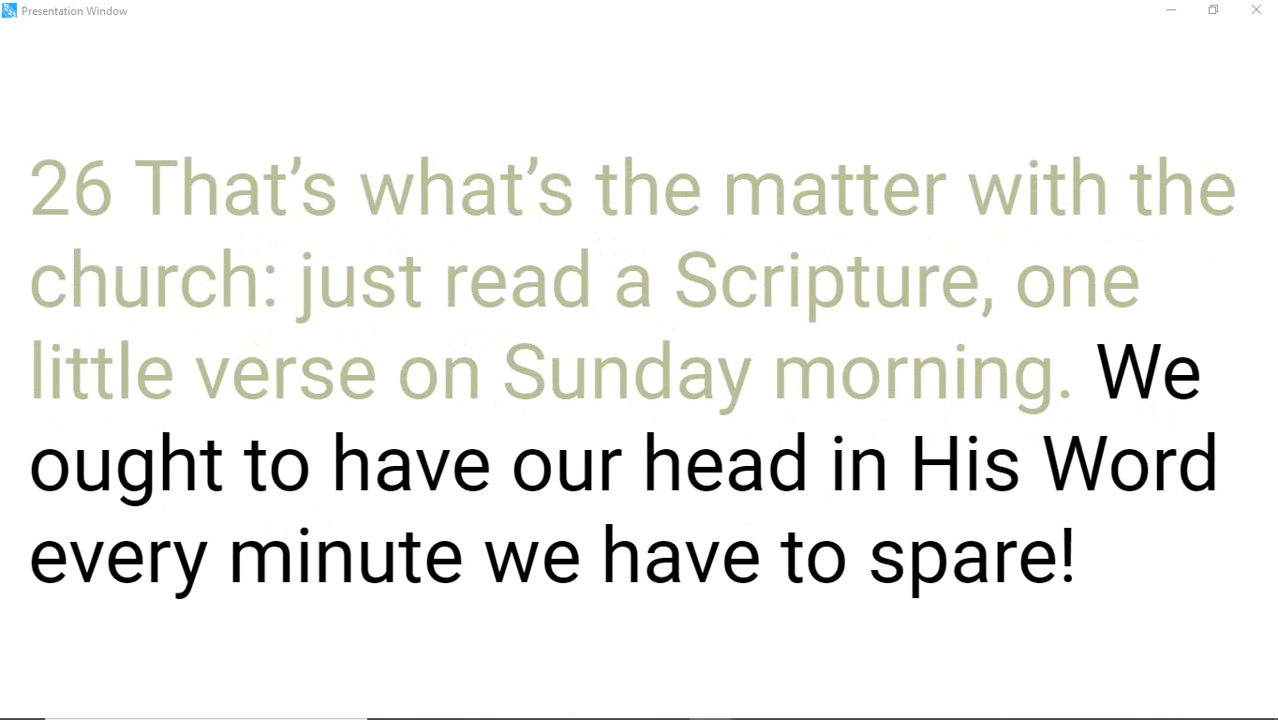 Presentation Window
26 That’s what’s the matter with the
church: just read a Scripture, one
little verse on Sunday morning. We
ought to have our head in His Word
every minute we have to spare!